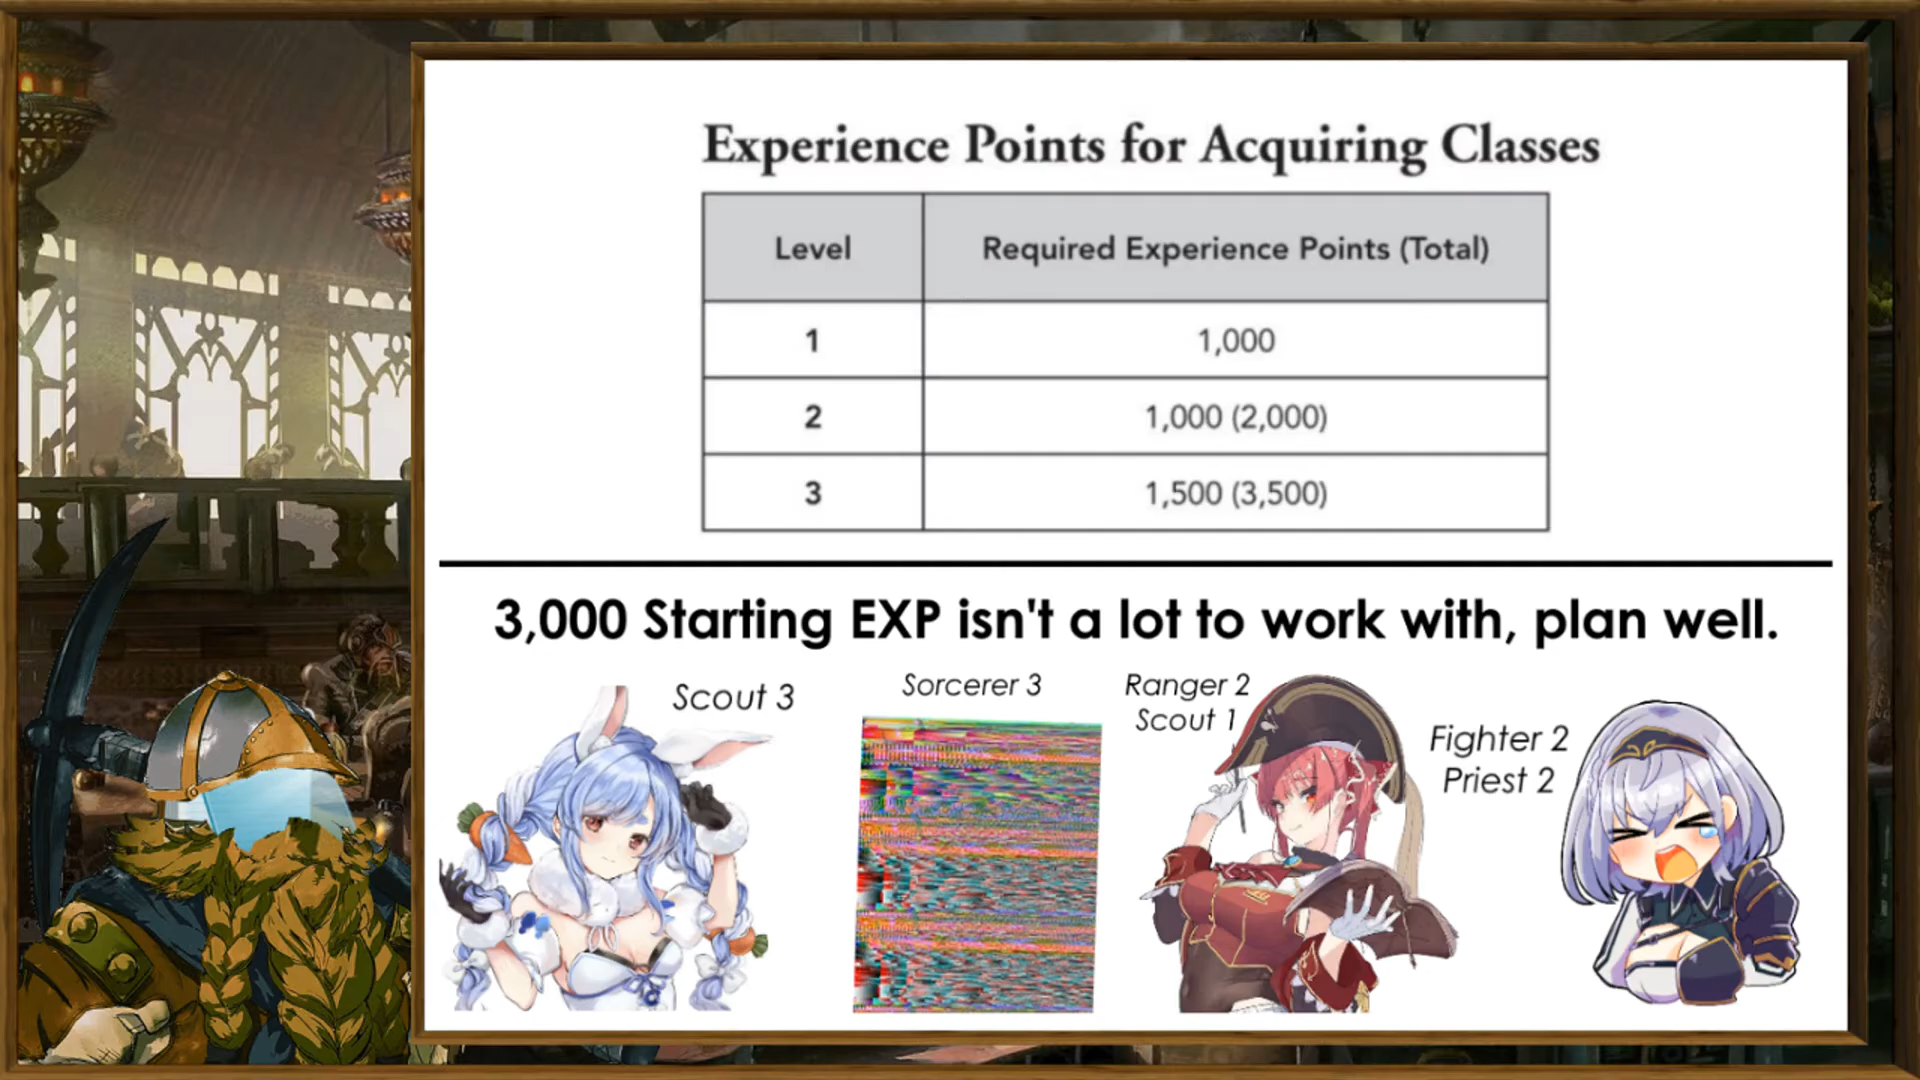 Experience Points for Acquiring Classes
Level Required Experience Points (Total)
1 1,000
2 1,000 (2,000)
3 1,500 (3,500)
3,000 Starting EXP isn't a lot to work with, plan well.
Scout 3
Sorcerer 3
Ranger 2
Scout 1
Fighter 2
Priest 2